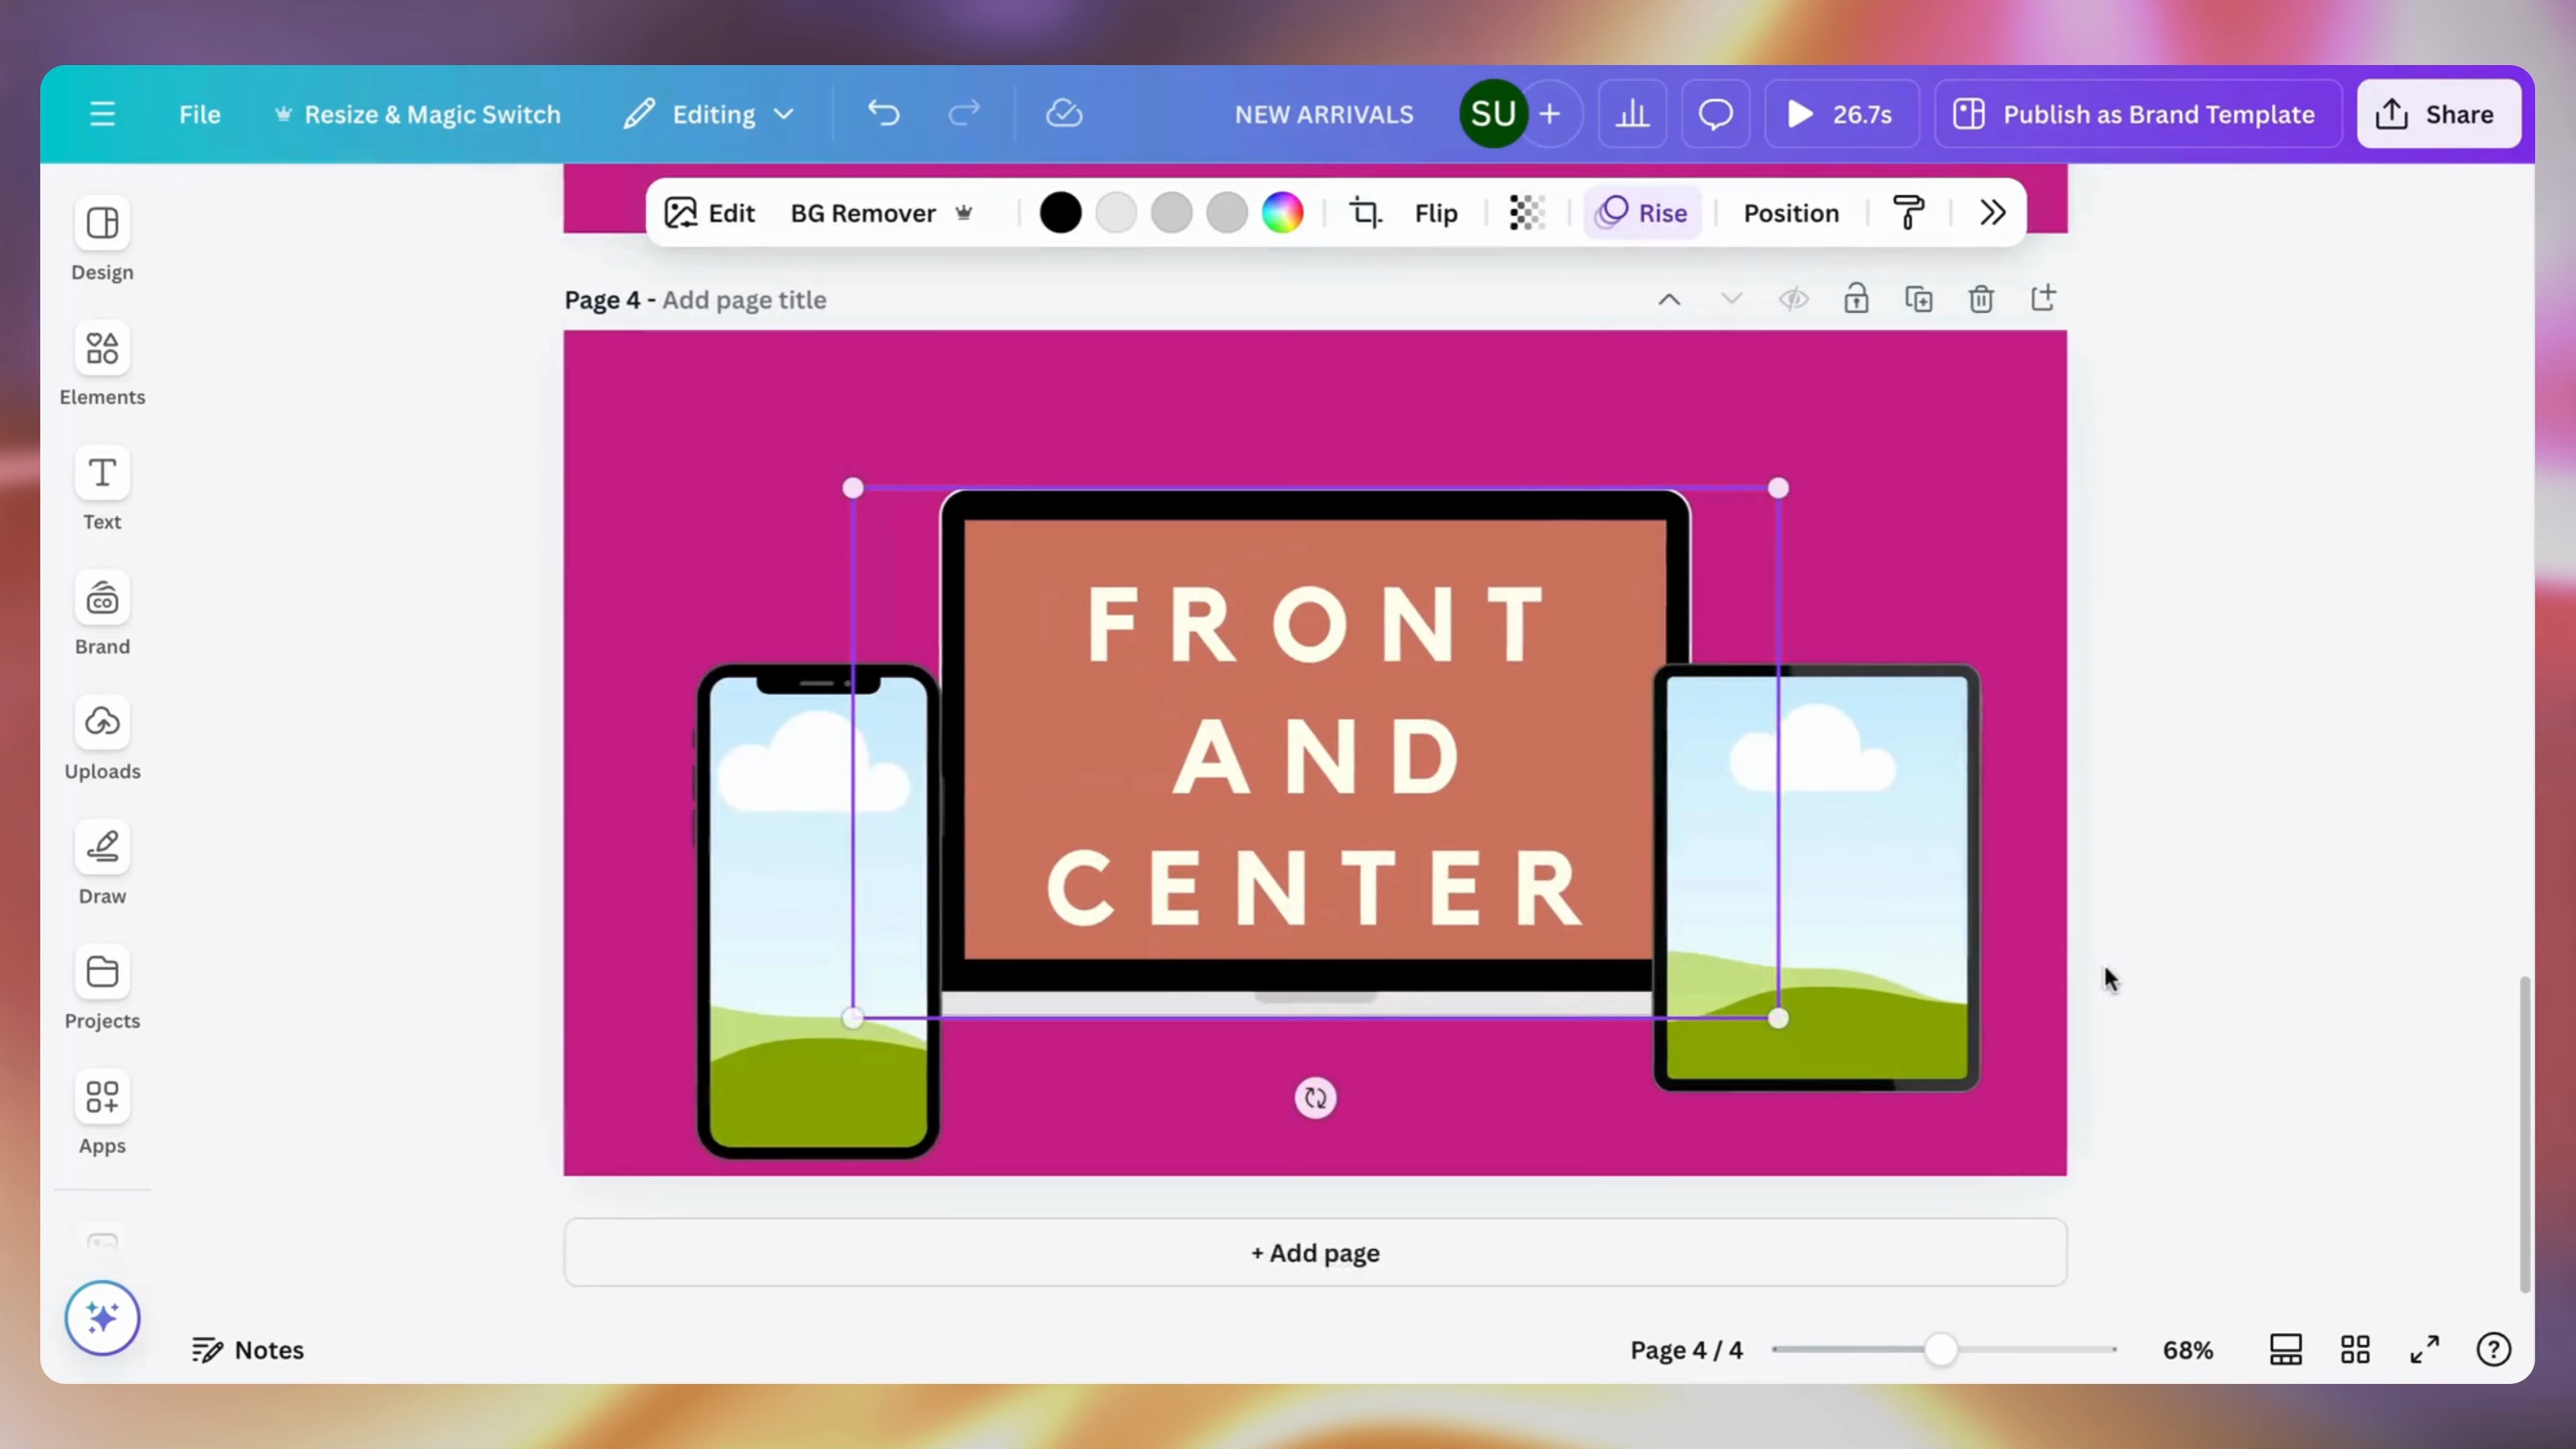 File
Resize & Magic Switch
Editing
NEW ARRIVALS
SU
26.7s
Publish as Brand Template
Share
Edit
BG Remover
Flip
Rise
Position
Page 4 - Add page title
Design
Elements
Text
CO
Brand
Uploads
Draw
Projects
Apps
FRONT
AND
CENTER
+ Add page
Notes
Page 4 / 4
68%